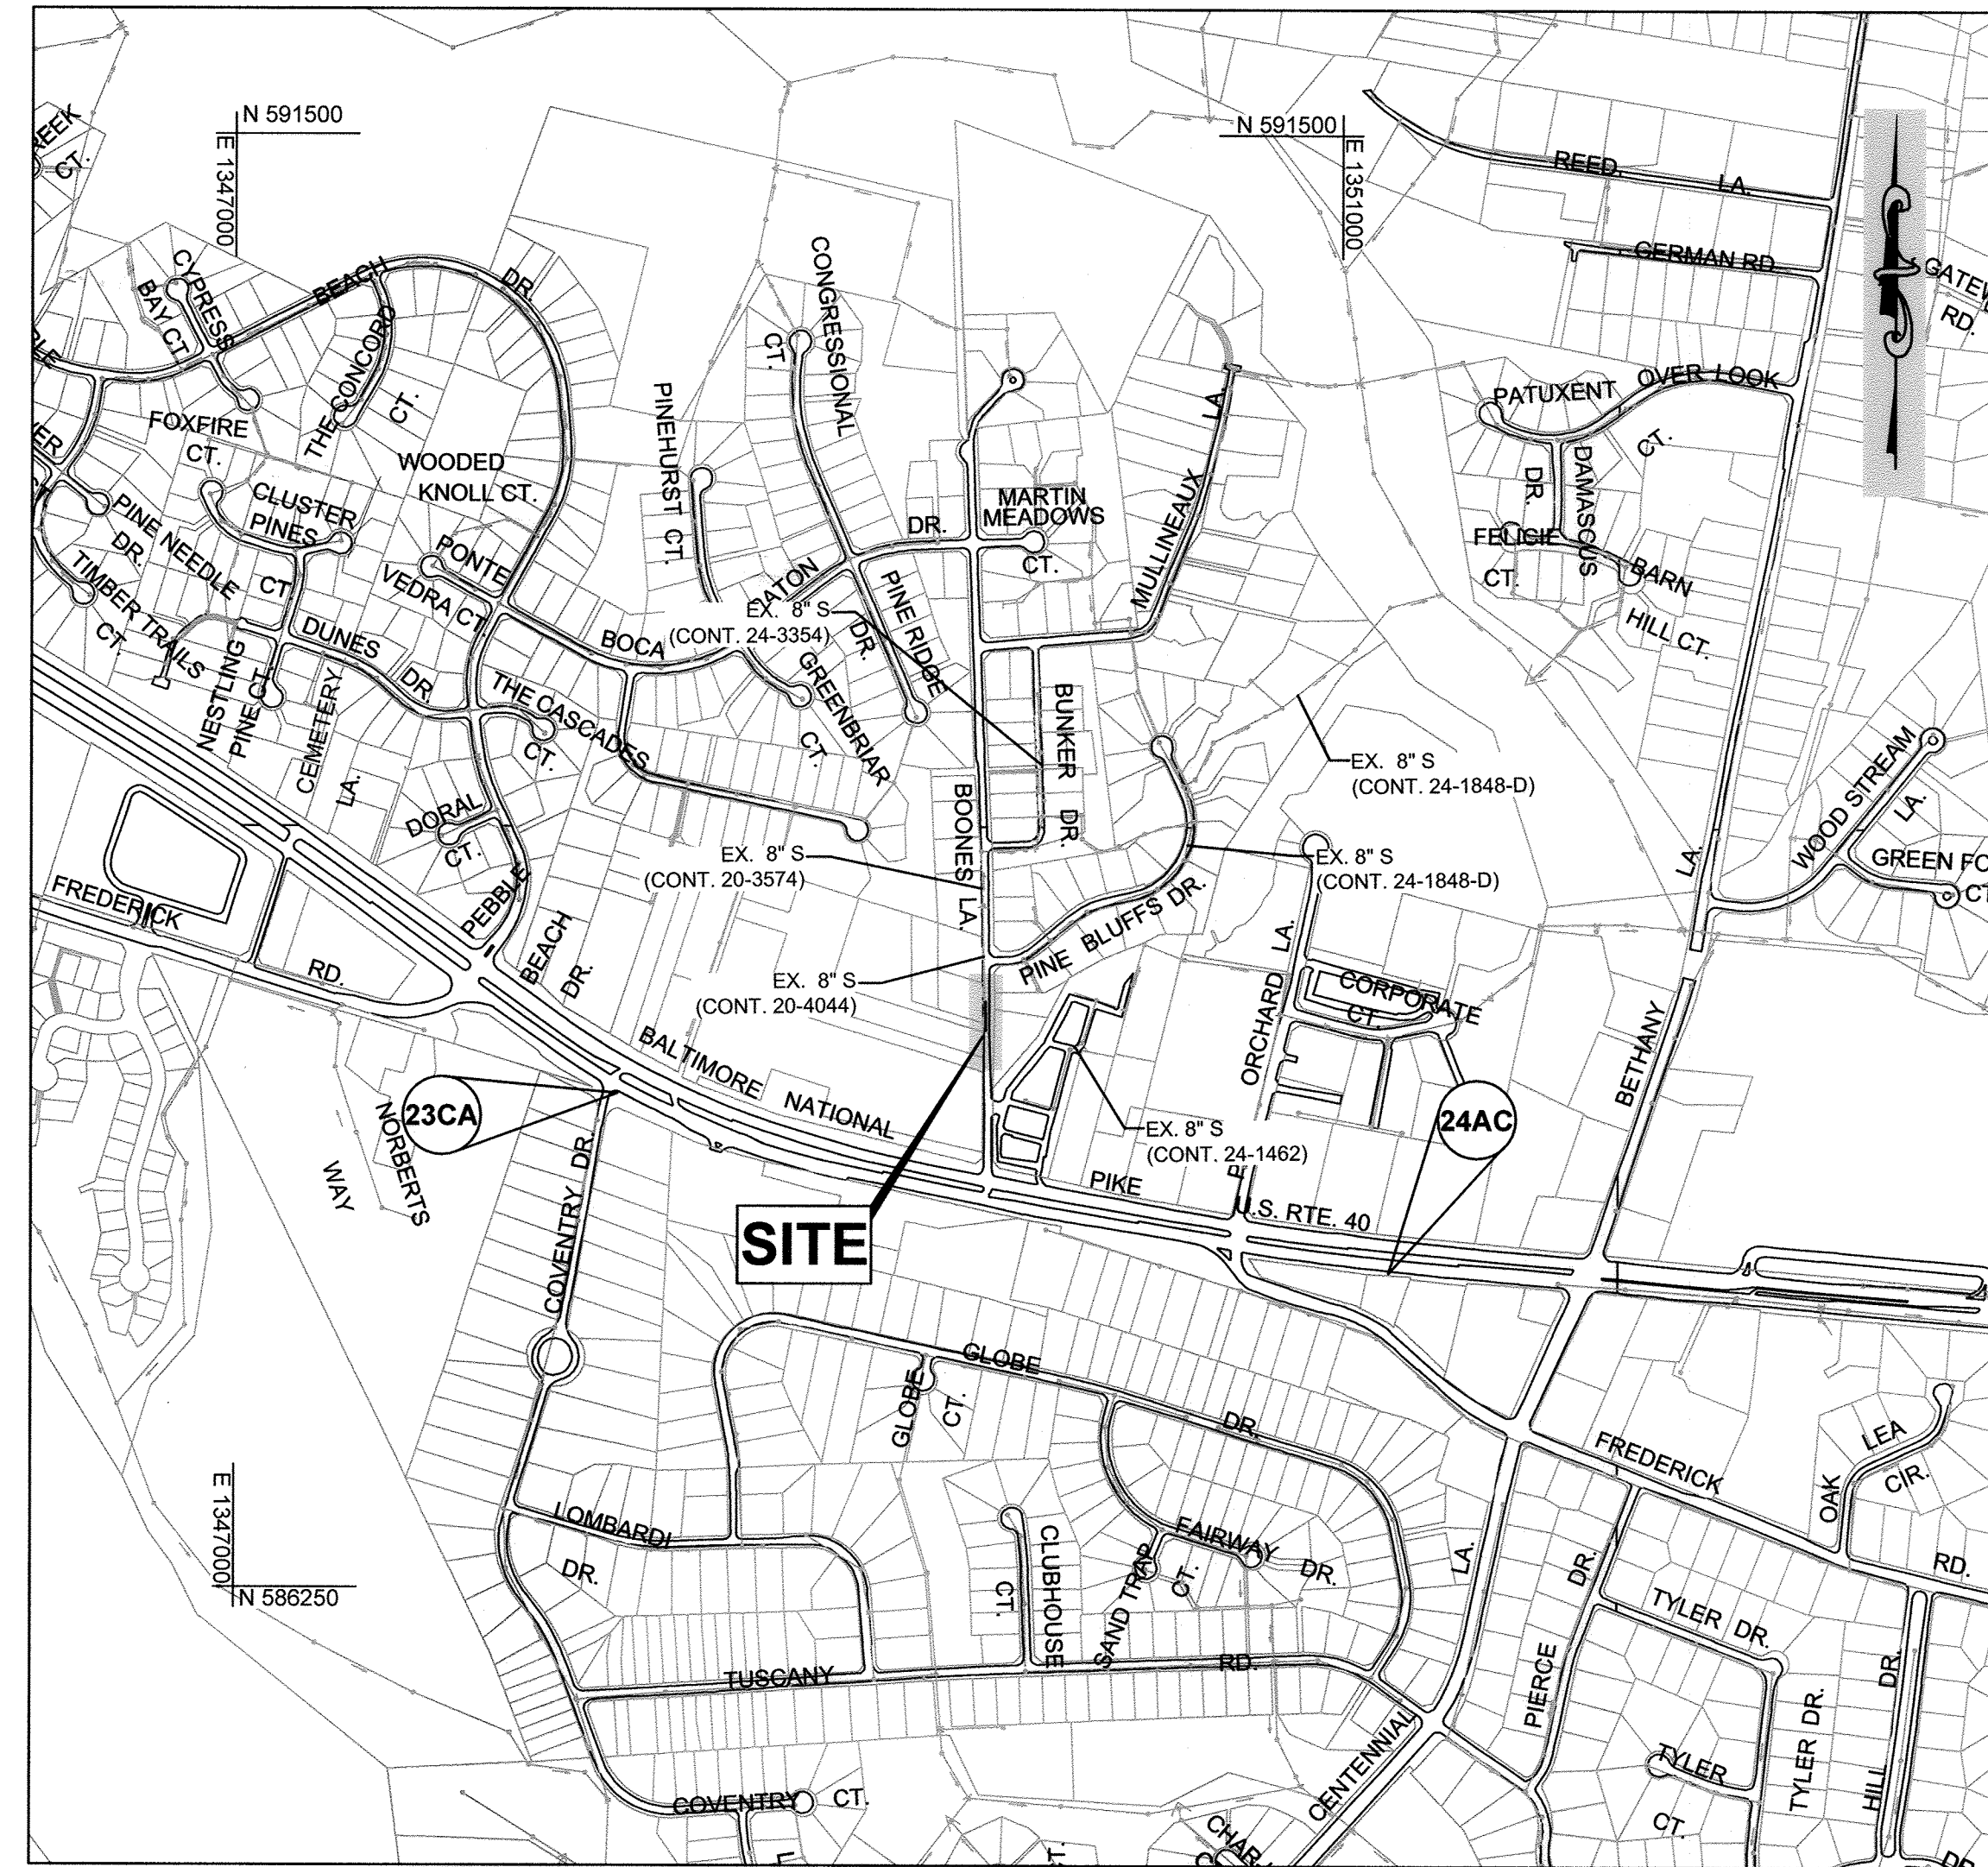 N 591500
E 1347000
N 591500
E 1351000
REED LA.
GERMAN RD.
RD.
CT.
CYPRESS
BAY CT.
BEACH DR.
THE CONCORD
CT.
FOXFIRE
CT.
WOODED
KNOLL CT.
CLUSTER
PINES
CT
PINE NEEDLE
DR.
TIMBER TRAILS
CT.
PONTE
VEDRA CT.
PINEHURST CT.
CONGRESSIONAL
CT.
DR.
MARTIN
MEADOWS
CT.
MULLINEAUX LA.
PATUXENT OVER LOOK
CT.
DAMASCUS
DR.
FELICIE
CT.
BARN
HILL CT.
EX. 8" S
(CONT. 24-3354)
BOCA
PINE RIDGE
DR.
GREENBRIAR
CT.
DUNES
DR.
NESTLING
PINE CT.
CEMETERY
LA.
THE CASCADES
CT.
BUNKER
DR.
BOONES LA.
EX. 8" S
(CONT. 24-1848-D)
WOOD STREAM
LA.
DORAL
CT.
EX. 8" S
(CONT. 20-3574)
EX. 8" S
(CONT. 24-1848-D)
LA.
FREDERICK
RD.
PEBBLE
BEACH
DR.
PINE BLUFFS DR.
EX. 8" S
(CONT. 20-4044)
ORCHARD LA.
CORPORATE
CT.
BETHANY
BALTIMORE NATIONAL
PIKE
U.S. RTE. 40
23CA
24AC
EX. 8" S
(CONT. 24-1462)
NORBERTS
WAY
COVENTRY DR.
SITE
GLOBE
DR.
GLOBE
CT.
FREDERICK
RD.
OAK
LEA
CIR.
E 1347000
N 586250
LOMBARDI
DR.
CLUBHOUSE
CT.
SAND TRAP
CT.
FAIRWAY DR.
LA.
PIERCE
DR.
TYLER DR.
TUSCANY
RD.
CENTENNIAL
TYLER DR.
TYLER
CT.
HILL
DR.
COVENTRY CT.